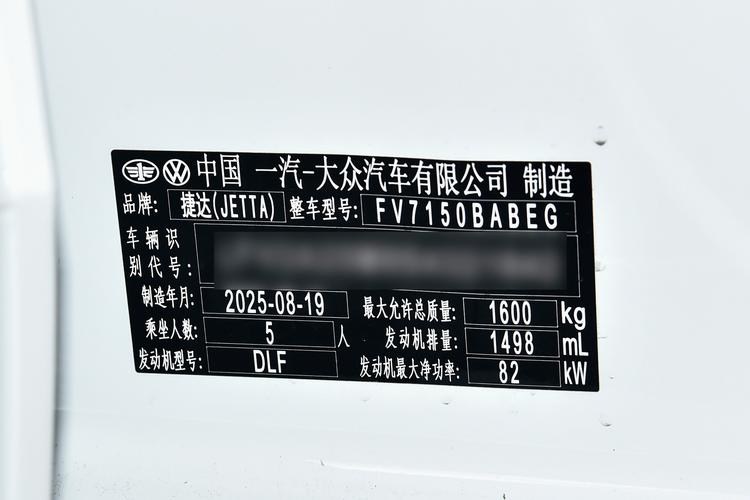 中国 一汽-大众汽车有限公司 制造
品牌: 捷达(JETTA) 整车型号: FV7150BABEG
车辆识
别代号:
制造年月: 2025-08-19 最大允许总质量: 1600 kg
乘坐人数: 5 人 发动机排量: 1498 mL
发动机型号: DLF 发动机最大净功率: 82 kW